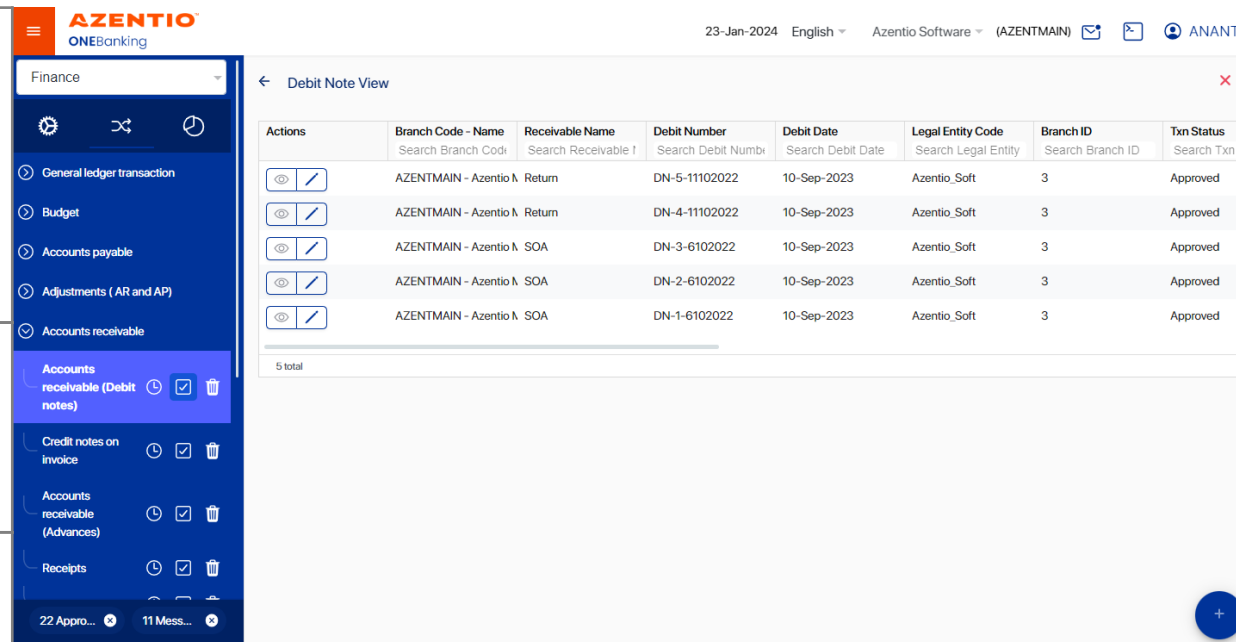 AZENTIO
ONEBanking
23-Jan-2024 English Azentio Software (AZENTMAIN) ANANT
Finance
Debit Note View
General ledger transaction
Budget
Accounts payable
Adjustments ( AR and AP)
Accounts receivable
Accounts
receivable (Debit
notes)
Credit notes on
invoice
Accounts
receivable
(Advances)
Receipts
22 Appro... 11 Mess...
Actions Branch Code - Name Receivable Name Debit Number Debit Date Legal Entity Code Branch ID Txn Status
Search Branch Code Search Receivable Search Debit Numbe Search Debit Date Search Legal Entity Search Branch ID Search Txn
AZENTMAIN - Azentio M Return DN-5-11102022 10-Sep-2023 Azentio_Soft 3 Approved
AZENTMAIN - Azentio M Return DN-4-11102022 10-Sep-2023 Azentio_Soft 3 Approved
AZENTMAIN - Azentio M SOA DN-3-6102022 10-Sep-2023 Azentio_Soft 3 Approved
AZENTMAIN - Azentio M SOA DN-2-6102022 10-Sep-2023 Azentio_Soft 3 Approved
AZENTMAIN - Azentio M SOA DN-1-6102022 10-Sep-2023 Azentio_Soft 3 Approved
5 total